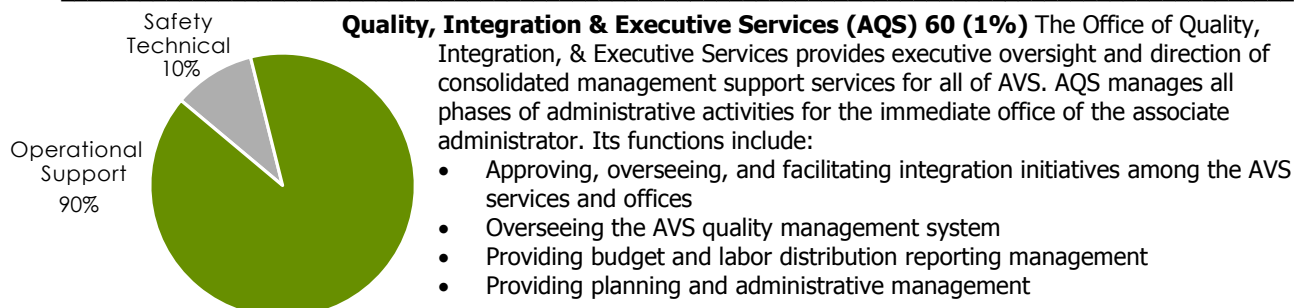 Safety
Technical
10%
Operational
Support
90%
Quality, Integration & Executive Services (AQS) 60 (1%) The Office of Quality,
Integration, & Executive Services provides executive oversight and direction of
consolidated management support services for all of AVS. AQS manages all
phases of administrative activities for the immediate office of the associate
administrator. Its functions include:
• Approving, overseeing, and facilitating integration initiatives among the AVS
services and offices
• Overseeing the AVS quality management system
• Providing budget and labor distribution reporting management
• Providing planning and administrative management